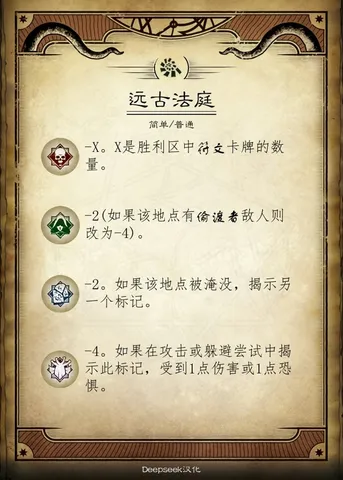 远古法庭
简单/普通
-X。X是胜利区中符文卡牌的数
量。
-2(如果该地点有偷渡者敌人则
改为-4)。
-2。如果该地点被淹没，揭示另
一个标记。
-4。如果在攻击或躲避尝试中揭
示此标记，受到1点伤害或1点恐
惧。
Deepseek汉化